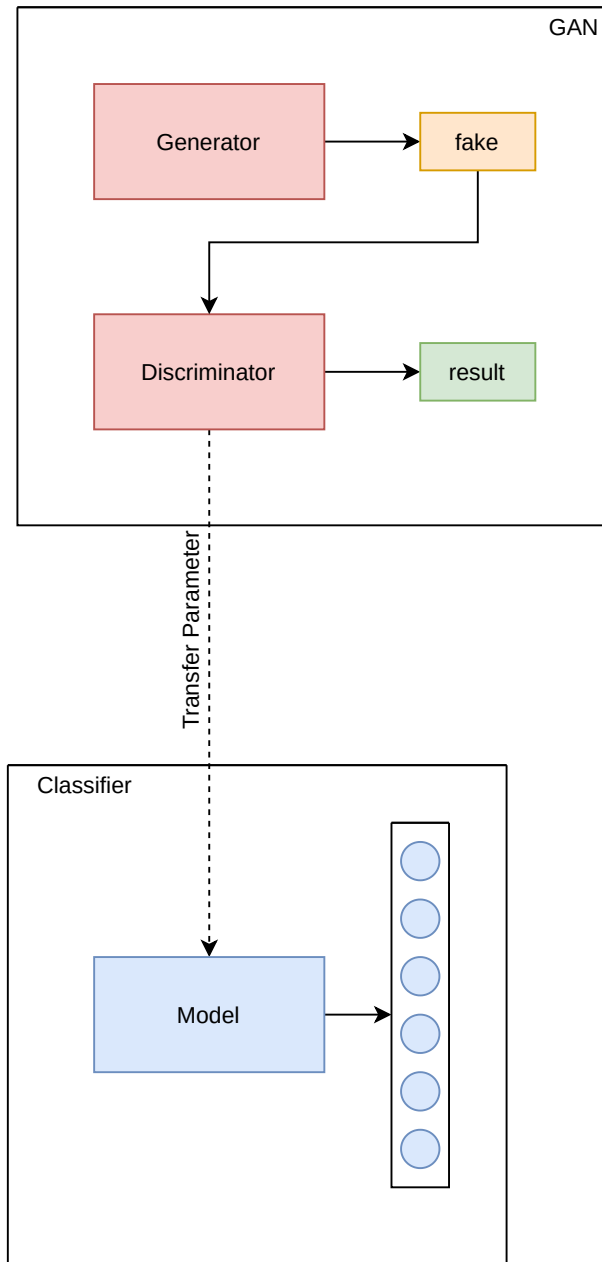 GAN
Generator
fake
Discriminator
result
Transfer Parameter
Classifier
Model